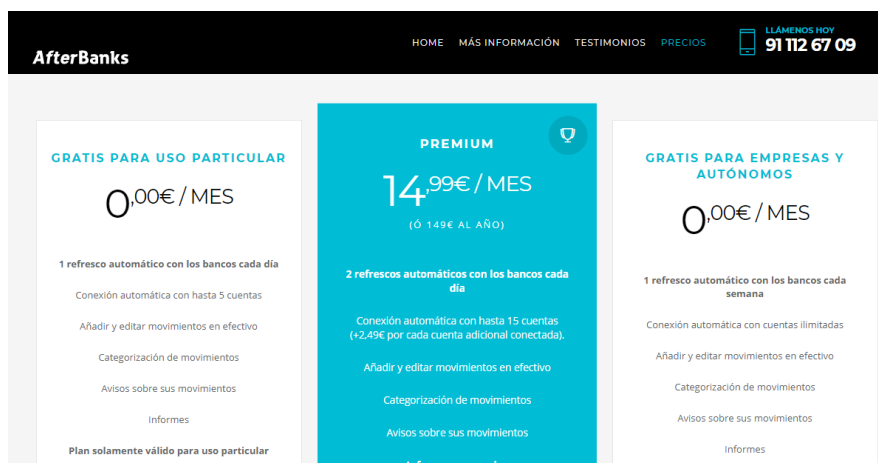 AfterBanks
HOME MÁS INFORMACIÓN TESTIMONIOS PRECIOS
LLÁMENOS HOY
91 112 67 09
GRATIS PARA USO PARTICULAR
0,00€ / MES
1 refresco automático con los bancos cada día
Conexión automática con hasta 5 cuentas
Añadir y editar movimientos en efectivo
Categorización de movimientos
Avisos sobre sus movimientos
Informes
Plan solamente válido para uso particular
PREMIUM
14,99€ / MES
(Ó 149€ AL AÑO)
2 refrescos automáticos con los bancos cada
día
Conexión automática con hasta 15 cuentas
(+2,49€ por cada cuenta adicional conectada).
Añadir y editar movimientos en efectivo
Categorización de movimientos
Avisos sobre sus movimientos
GRATIS PARA EMPRESAS Y
AUTÓNOMOS
0,00€ / MES
1 refresco automático con los bancos cada
semana
Conexión automática con cuentas ilimitadas
Añadir y editar movimientos en efectivo
Categorización de movimientos
Avisos sobre sus movimientos
Informes